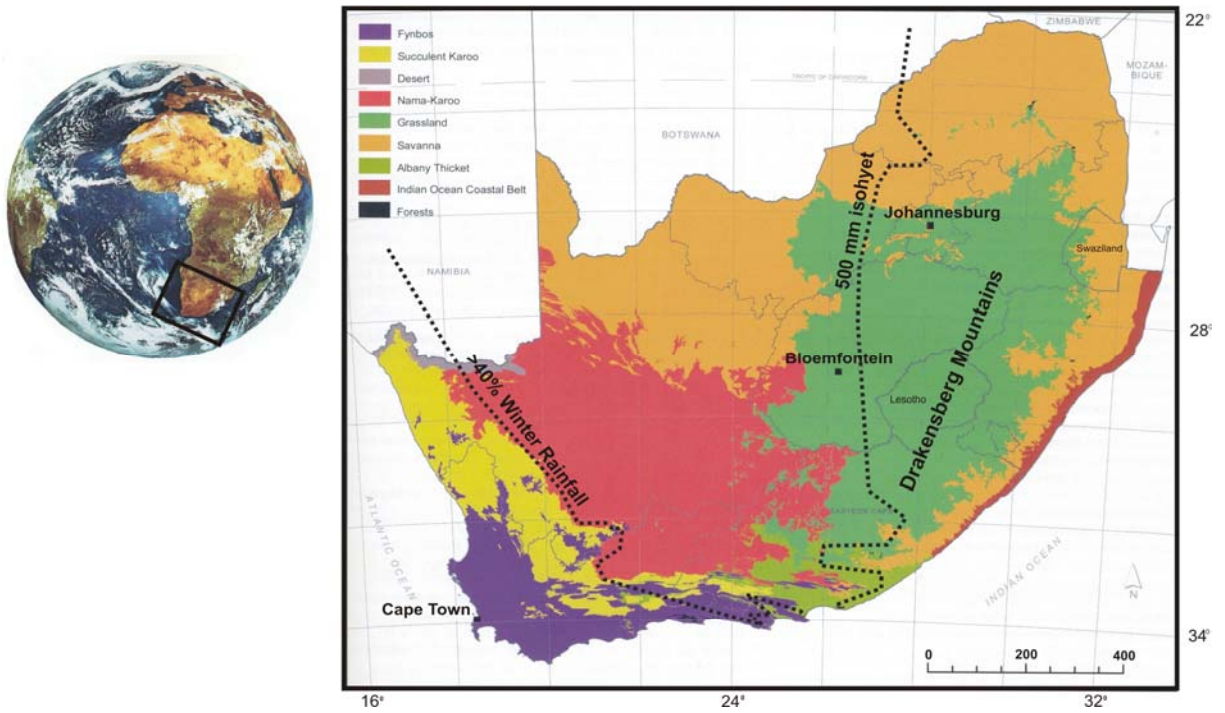 Fynbos
Succulent Karoo
Desert
Nama-Karoo
Grassland
Savanna
Albany Thicket
Indian Ocean Coastal Belt
Forests
ZIMBABWE
22°
MOZAM-
BIQUE
TROPIC OF CAPRICORN
BOTSWANA
500 mm isohyet
Johannesburg
Swaziland
NAMIBIA
28°
Bloemfontein
Drakensberg Mountains
Lesotho
>40% Winter Rainfall
EASTERN CAPE
ATLANTIC OCEAN
INDIAN OCEAN
N
Cape Town
34°
0 200 400
16° 24° 32°